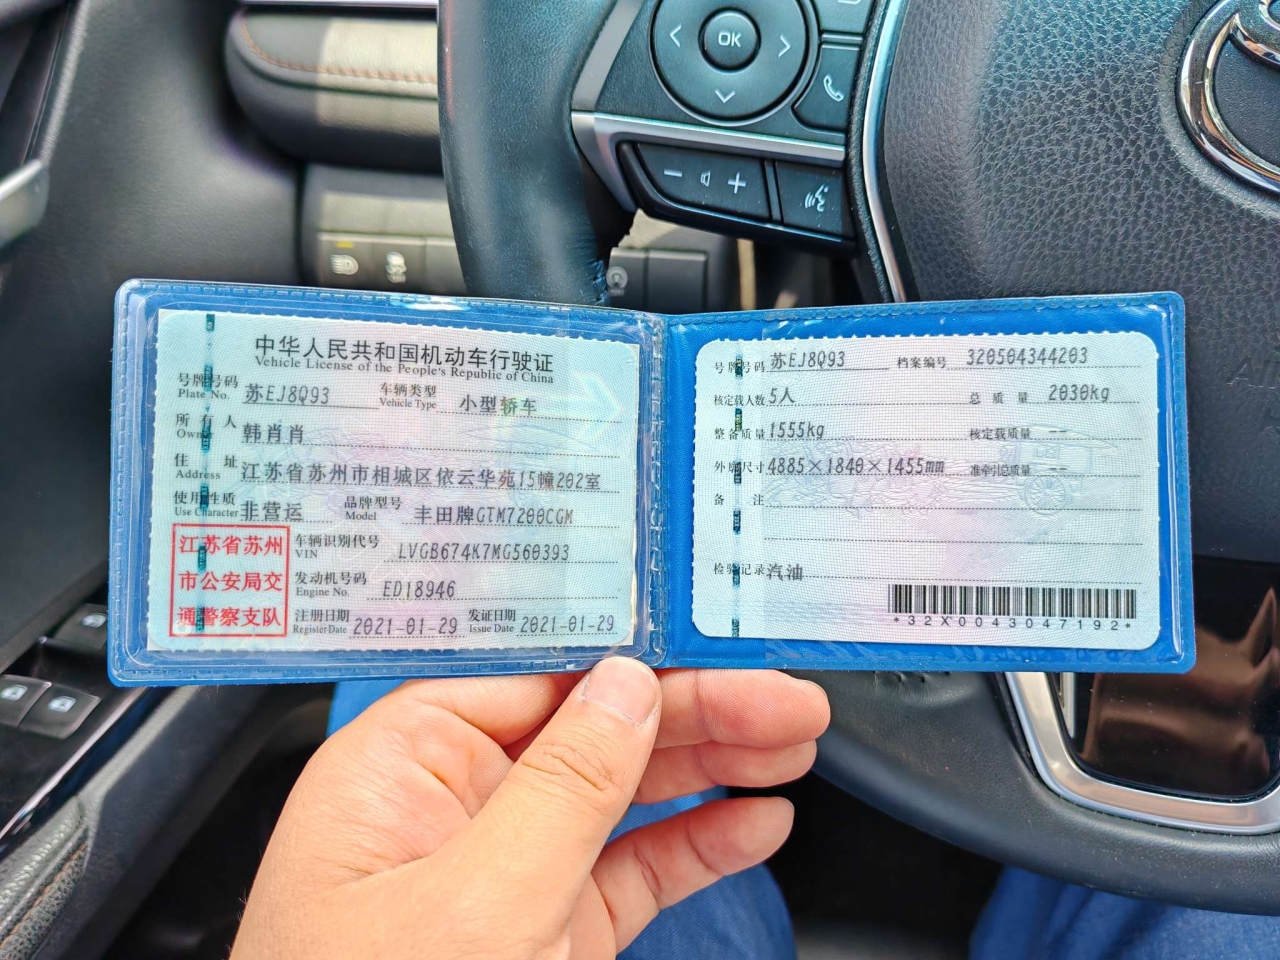 OK
中华人民共和国机动车行驶证
Vehicle License of the People's Republic of China
号牌号码 苏EJ8Q93 车辆类型 小型轿车
Plate No. Vehicle Type
所有人 韩肖肖
Owner
住址 江苏省苏州市相城区依云华苑15幢202室
Address
使用性质 非营运 品牌型号 丰田牌GTM7200CGM
Use Character Model
江苏省苏州
市公安局交
通警察支队
车辆识别代号 LVGB674K7MG560393
VIN
发动机号码 ED18946
Engine No.
注册日期 2021-01-29 发证日期 2021-01-29
Register Date Issue Date
号牌号码 苏EJ8Q93 档案编号 320504344203
核定载人数 5人 总质量 2030kg
整备质量 1555kg 核定载质量 --
外廓尺寸 4885×1840×1455mm 准牵引总质量 --
备注
检验记录 汽油
*32X0043047192*